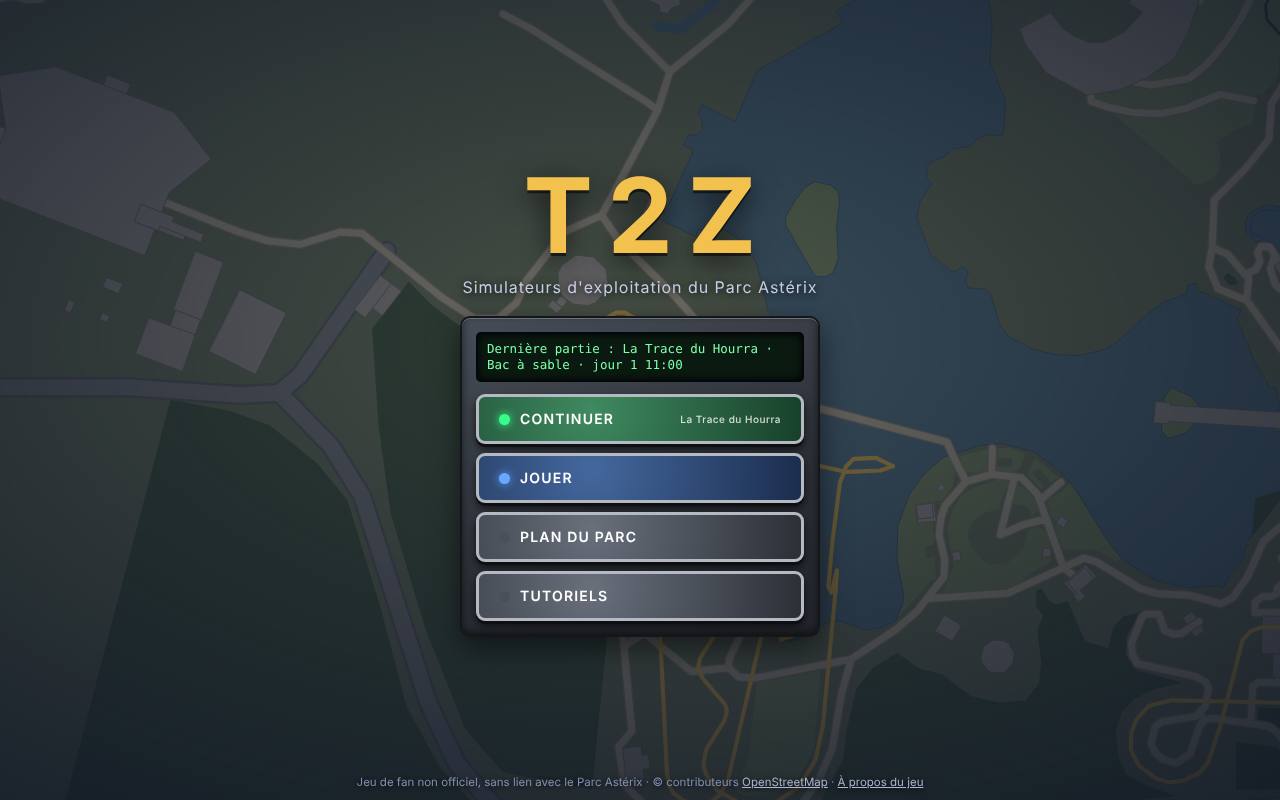 T2Z
Simulateurs d'exploitation du Parc Astérix
Dernière partie : La Trace du Hourra ·
Bac à sable · jour 1 11:00
CONTINUER La Trace du Hourra
JOUER
PLAN DU PARC
TUTORIELS
Jeu de fan non officiel, sans lien avec le Parc Astérix · © contributeurs OpenStreetMap · À propos du jeu